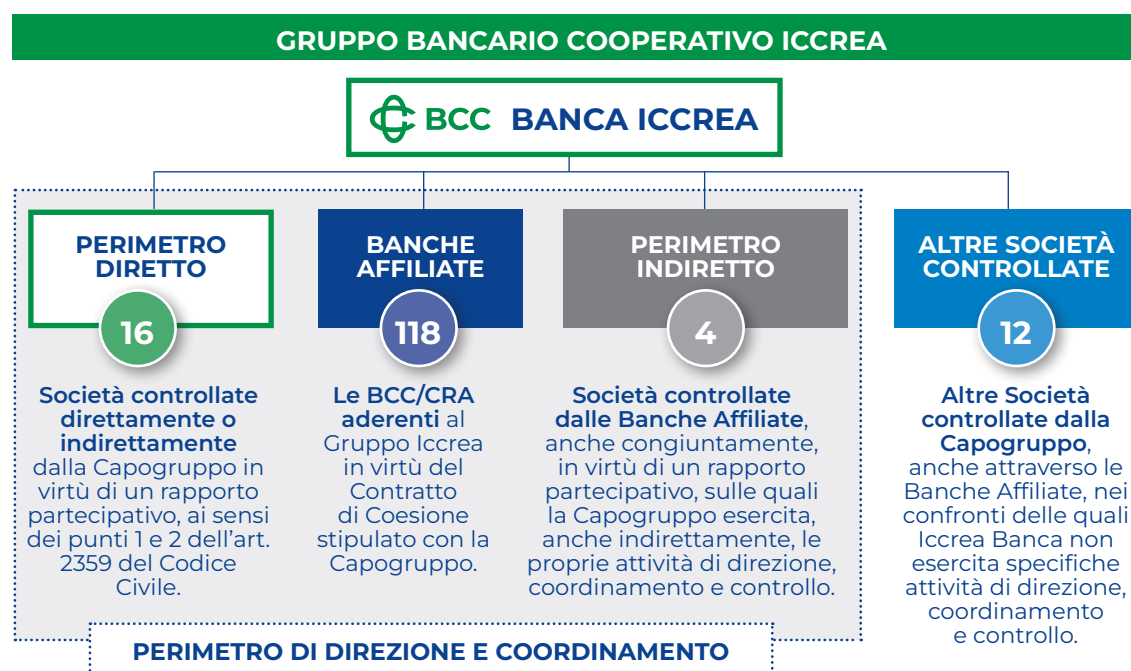 GRUPPO BANCARIO COOPERATIVO ICCREA
BCC BANCA ICCREA
PERIMETRO
DIRETTO
16
Società controllate
direttamente o
indirettamente
dalla Capogruppo in
virtù di un rapporto
partecipativo, ai sensi
dei punti 1 e 2 dell’art.
2359 del Codice
Civile.
BANCHE
AFFILIATE
118
Le BCC/CRA
aderenti al
Gruppo Iccrea
in virtù del
Contratto
di Coesione
stipulato con la
Capogruppo.
PERIMETRO
INDIRETTO
4
Società controllate
dalle Banche Affiliate,
anche congiuntamente,
in virtù di un rapporto
partecipativo, sulle quali
la Capogruppo esercita,
anche indirettamente, le
proprie attività di direzione,
coordinamento e controllo.
ALTRE SOCIETÀ
CONTROLLATE
12
Altre Società
controllate dalla
Capogruppo,
anche attraverso le
Banche Affiliate, nei
confronti delle quali
Iccrea Banca non
esercita specifiche
attività di direzione,
coordinamento
e controllo.
PERIMETRO DI DIREZIONE E COORDINAMENTO